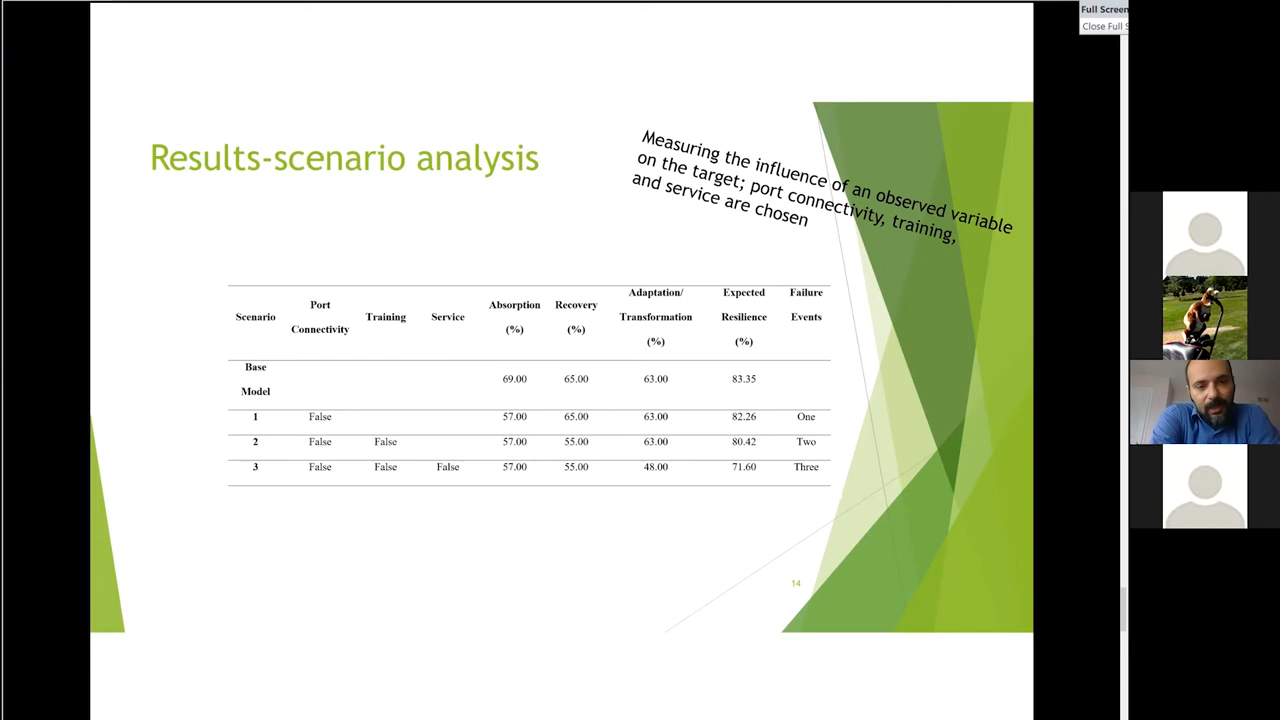 Full Screen
Close Full S
Results-scenario analysis
Measuring the influence of an observed variable
on the target; port connectivity, training,
and service are chosen
Scenario Port Connectivity Training Service Absorption (%) Recovery (%) Adaptation/ Transformation (%) Expected Resilience (%) Failure Events
Base Model 69.00 65.00 63.00 83.35
1 False 57.00 65.00 63.00 82.26 One
2 False False 57.00 55.00 63.00 80.42 Two
3 False False False 57.00 55.00 48.00 71.60 Three
14